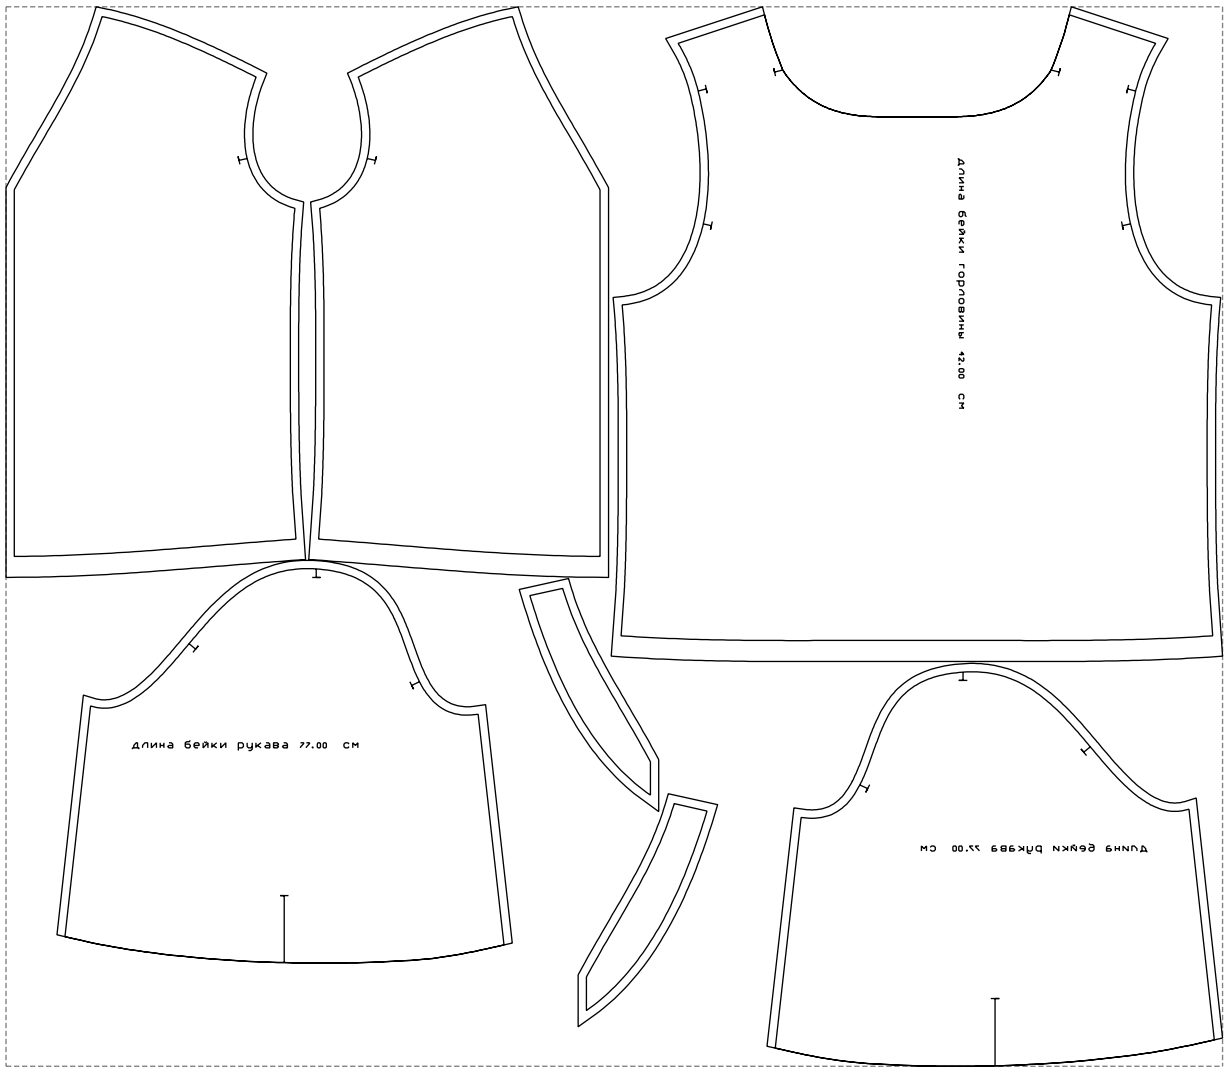 длина бейки горловины 42.00 см
длина бейки рукава 77.00 см
длина бейки рукава 77.00 см